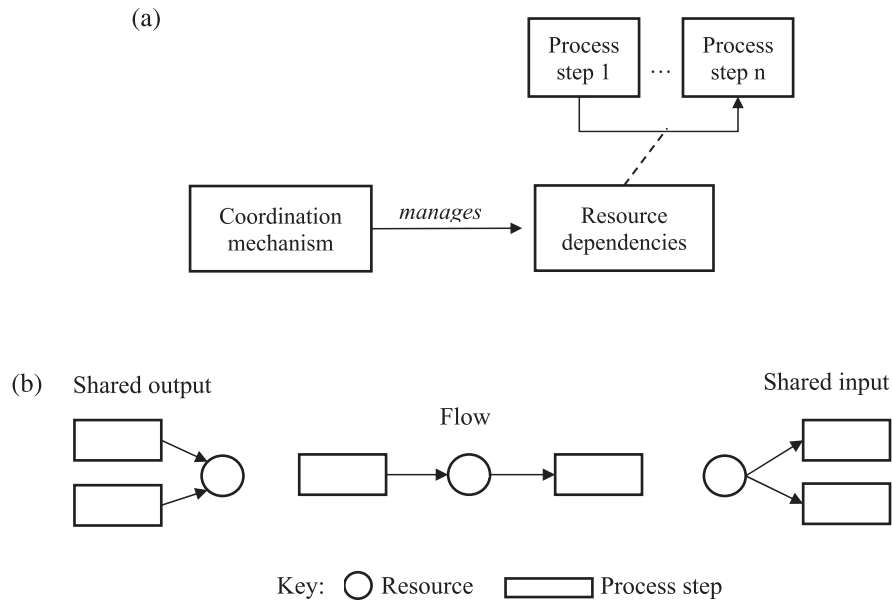 (a)
Process
step 1
...
Process
step n
Coordination
mechanism
manages
Resource
dependencies
(b)
Shared output
Flow
Shared input
Key:
Resource
Process step